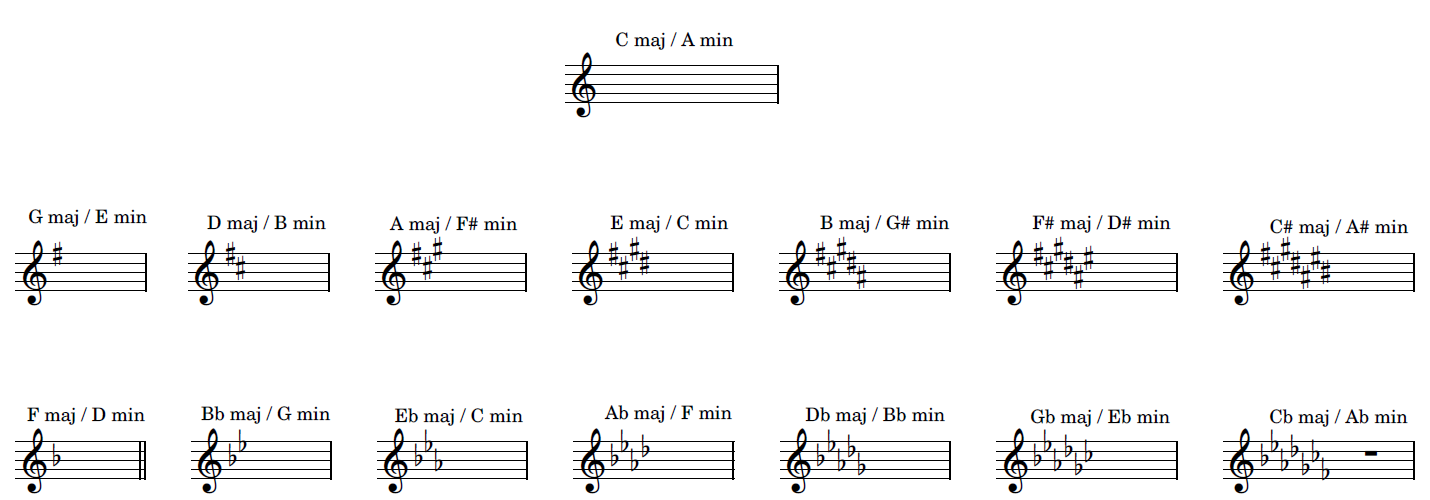 C maj / A min
G maj / E min
D maj / B min
A maj / F# min
E maj / C min
B maj / G# min
F# maj / D# min
C# maj / A# min
F maj / D min
Bb maj / G min
Eb maj / C min
Ab maj / F min
Db maj / Bb min
Gb maj / Eb min
Cb maj / Ab min